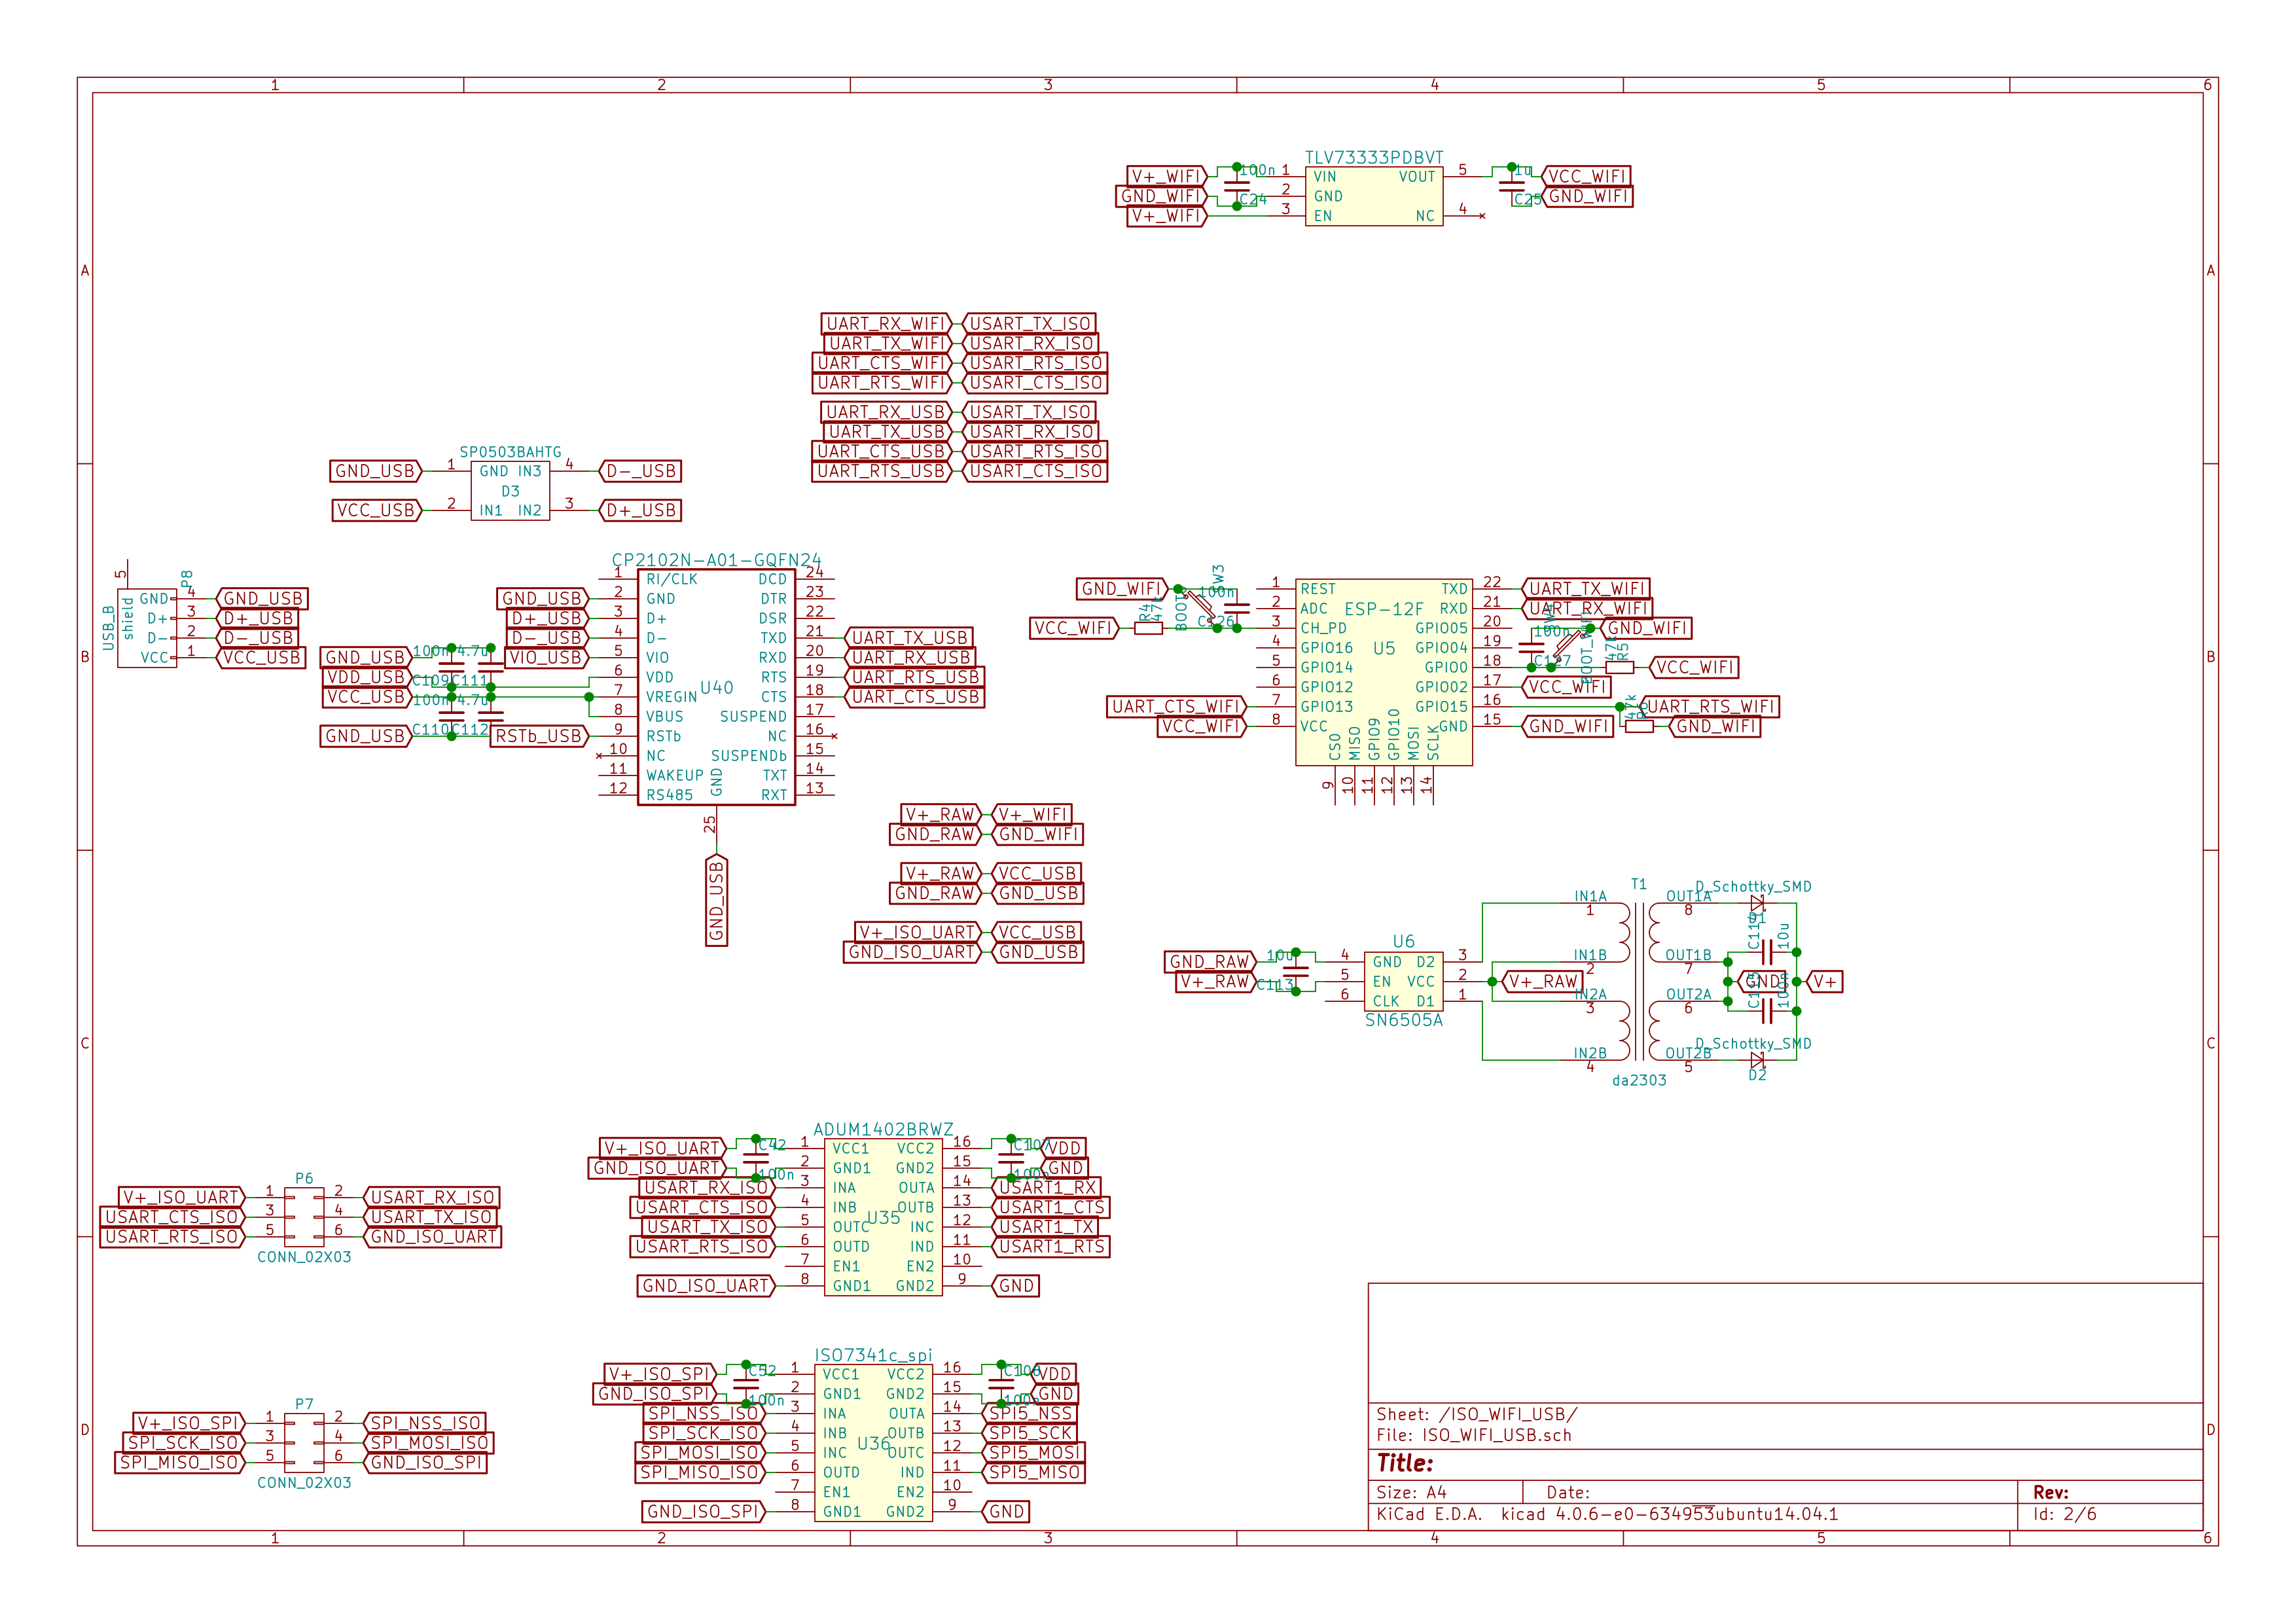 1 2 3 4 5 6
A A
B B
C C
D D
TLV73333PDBVT
V+_WIFI 100n 1 VIN VOUT 5 1u VCC_WIFI
GND_WIFI C24 2 GND C25 GND_WIFI
V+_WIFI 3 EN NC 4
UART_RX_WIFI USART_TX_ISO
UART_TX_WIFI USART_RX_ISO
UART_CTS_WIFI USART_RTS_ISO
UART_RTS_WIFI USART_CTS_ISO
UART_RX_USB USART_TX_ISO
UART_TX_USB USART_RX_ISO
UART_CTS_USB USART_RTS_ISO
UART_RTS_USB USART_CTS_ISO
SP0503BAHTG
GND_USB 1 GND IN3 4 D-_USB
D3
VCC_USB 2 IN1 IN2 3 D+_USB
USB_B shield 5 P8
GND 4 GND_USB
D+ 3 D+_USB
D- 2 D-_USB
VCC 1 VCC_USB
GND_USB 100n 4.7u
VDD_USB C109 C111
VCC_USB 100n 4.7u
GND_USB C110 C112
CP2102N-A01-GQFN24
U40
1 RI/CLK DCD 24
GND_USB 2 GND DTR 23
D+_USB 3 D+ DSR 22
D-_USB 4 D- TXD 21 UART_TX_USB
VIO_USB 5 VIO RXD 20 UART_RX_USB
6 VDD RTS 19 UART_RTS_USB
7 VREGIN CTS 18 UART_CTS_USB
8 VBUS SUSPEND 17
RSTb_USB 9 RSTb NC 16
10 NC SUSPENDb 15
11 WAKEUP TXT 14
12 RS485 RXT 13
GND 25 GND_USB
ESP-12F
U5
GND_WIFI SW3 100n 1 REST TXD 22 UART_TX_WIFI
R4 47k BOOT 2 ADC RXD 21 UART_RX_WIFI
VCC_WIFI C126 3 CH_PD GPIO05 20 100n GND_WIFI
4 GPIO16 GPIO04 19
5 GPIO14 GPIO0 18 C127 BOOT_WIFI 47k R5 VCC_WIFI
6 GPIO12 GPIO02 17 VCC_WIFI
UART_CTS_WIFI 7 GPIO13 GPIO15 16 47k UART_RTS_WIFI
VCC_WIFI 8 VCC GND 15 GND_WIFI GND_WIFI
CS0 MISO GPIO9 GPIO10 MOSI SCLK
9 10 11 12 13 14
V+_RAW V+_WIFI
GND_RAW GND_WIFI
V+_RAW VCC_USB
GND_RAW GND_USB
V+_ISO_UART VCC_USB
GND_ISO_UART GND_USB
U6
GND_RAW 10u 4 GND D2 3
V+_RAW C113 5 EN VCC 2 V+_RAW
6 CLK D1 1
SN6505A
T1
IN1A 1 OUT1A 8 D_Schottky_SMD D1
IN1B 2 OUT1B 7 10u
GND V+
IN2A 3 OUT2A 6 100n
IN2B 4 OUT2B 5 D_Schottky_SMD D2
da2303
ADUM1402BRWZ
U35
V+_ISO_UART C42 1 VCC1 VCC2 16 C107 VDD
GND_ISO_UART 100n 2 GND1 GND2 15 100n GND
USART_RX_ISO 3 INA OUTA 14 USART1_RX
USART_CTS_ISO 4 INB OUTB 13 USART1_CTS
USART_TX_ISO 5 OUTC INC 12 USART1_TX
USART_RTS_ISO 6 OUTD IND 11 USART1_RTS
7 EN1 EN2 10
GND_ISO_UART 8 GND1 GND2 9 GND
P6
V+_ISO_UART 1 2 USART_RX_ISO
USART_CTS_ISO 3 4 USART_TX_ISO
USART_RTS_ISO 5 6 GND_ISO_UART
CONN_02X03
ISO7341c_spi
U36
V+_ISO_SPI C52 1 VCC1 VCC2 16 C108 VDD
GND_ISO_SPI 100n 2 GND1 GND2 15 100n GND
SPI_NSS_ISO 3 INA OUTA 14 SPI5_NSS
SPI_SCK_ISO 4 INB OUTB 13 SPI5_SCK
SPI_MOSI_ISO 5 INC OUTC 12 SPI5_MOSI
SPI_MISO_ISO 6 OUTD IND 11 SPI5_MISO
7 EN1 EN2 10
GND_ISO_SPI 8 GND1 GND2 9 GND
P7
V+_ISO_SPI 1 2 SPI_NSS_ISO
SPI_SCK_ISO 3 4 SPI_MOSI_ISO
SPI_MISO_ISO 5 6 GND_ISO_SPI
CONN_02X03
Sheet: /ISO_WIFI_USB/
File: ISO_WIFI_USB.sch
Title:
Size: A4 Date: Rev:
KiCad E.D.A. kicad 4.0.6-e0-634953ubuntu14.04.1 Id: 2/6
1 2 3 4 5 6